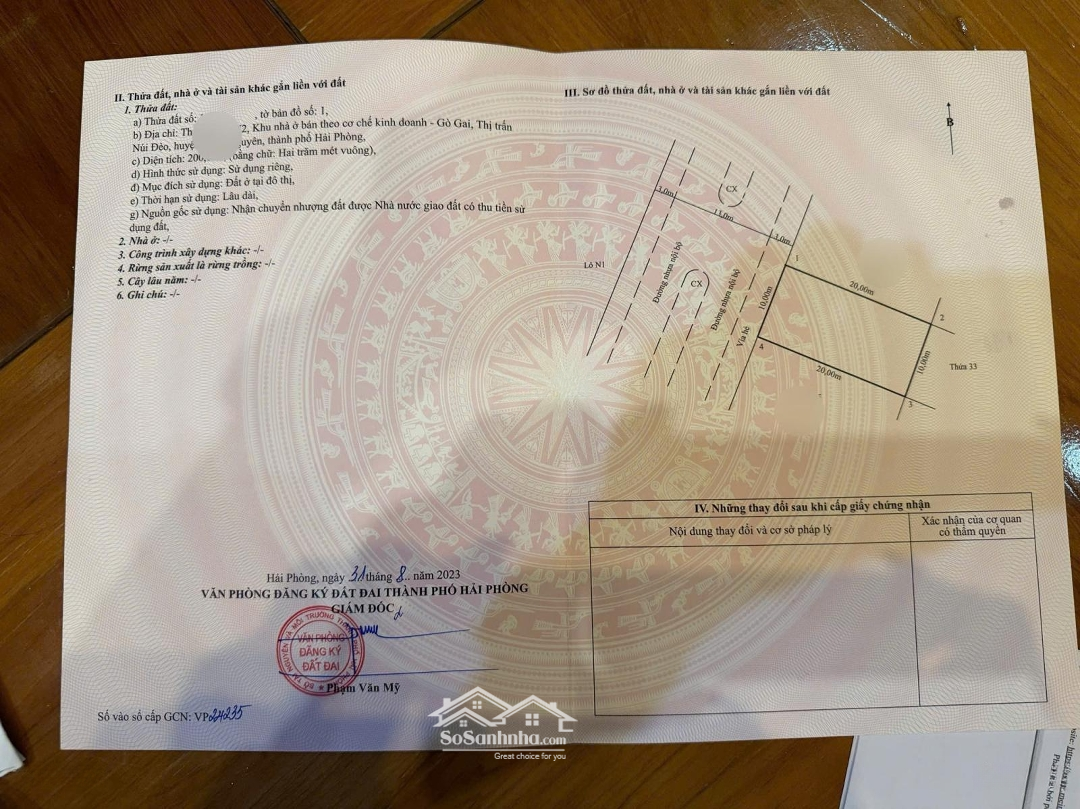 II. Thửa đất, nhà ở và tài sản khác gắn liền với đất
1. Thửa đất:
a) Thửa đất số: , tờ bản đồ số: 1,
b) Địa chỉ: Th 2, Khu nhà ở bán theo cơ chế kinh doanh - Gò Gai, Thị trấn
Núi Đèo, huyệ uyên, thành phố Hải Phòng,
c) Diện tích: 200, bằng chữ: Hai trăm mét vuông),
d) Hình thức sử dụng: Sử dụng riêng,
đ) Mục đích sử dụng: Đất ở tại đô thị,
e) Thời hạn sử dụng: Lâu dài,
g) Nguồn gốc sử dụng: Nhận chuyển nhượng đất được Nhà nước giao đất có thu tiền sử
dụng đất,
2. Nhà ở: -/-
3. Công trình xây dựng khác: -/-
4. Rừng sản xuất là rừng trồng: -/-
5. Cây lâu năm: -/-
6. Ghi chú: -/-
Hải Phòng, ngày 31 tháng 8.. năm 2023
VĂN PHÒNG ĐĂNG KÝ ĐẤT ĐAI THÀNH PHỐ HẢI PHÒNG
GIÁM ĐỐC
VĂN PHÒNG
ĐĂNG KÝ
ĐẤT ĐAI
Phạm Văn Mỹ
Số vào sổ cấp GCN: VP24235
III. Sơ đồ thửa đất, nhà ở và tài sản khác gắn liền với đất
B
CX
3,0m
11,0m
3,0m
Lô N1
Đường nhựa nội bộ
CX
Đường nhựa nội bộ
Vỉa hè
10,00m
1
20,00m
2
10,00m
Thửa 33
4
20,00m
3
IV. Những thay đổi sau khi cấp giấy chứng nhận
Nội dung thay đổi và cơ sở pháp lý
Xác nhận của cơ quan
có thẩm quyền
SoSanhnha.com
Great choice for you